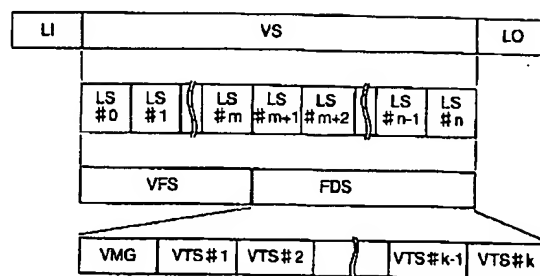 LI VS LO
LS #0 LS #1 LS #m LS #m+1 LS #m+2 LS #n-1 LS #n
VFS FDS
VMG VTS#1 VTS#2 VTS#k-1 VTS#k